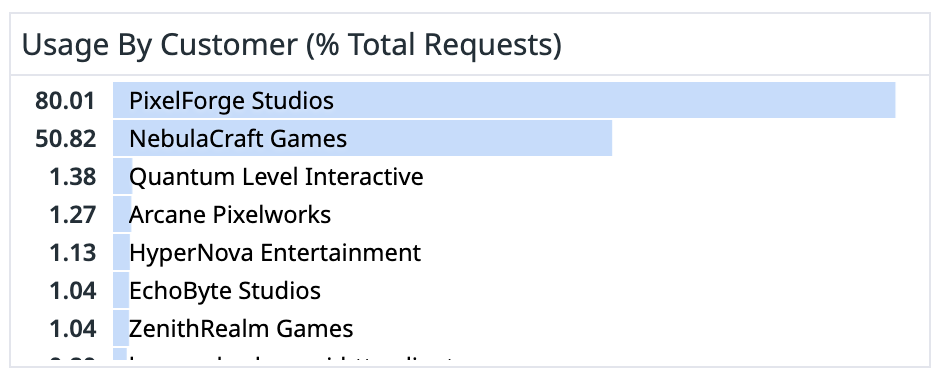 Usage By Customer (% Total Requests)
80.01 PixelForge Studios
50.82 NebulaCraft Games
1.38 Quantum Level Interactive
1.27 Arcane Pixelworks
1.13 HyperNova Entertainment
1.04 EchoByte Studios
1.04 ZenithRealm Games